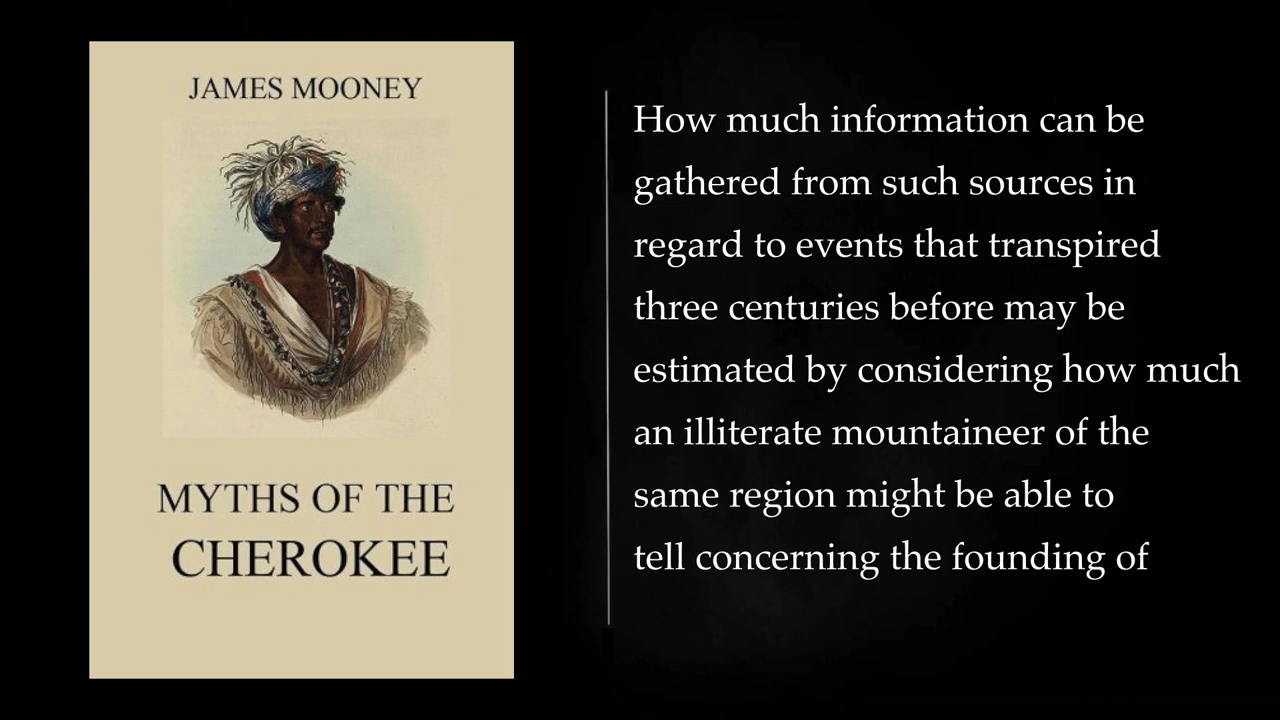 JAMES MOONEY
MYTHS OF THE
CHEROKEE
How much information can be
gathered from such sources in
regard to events that transpired
three centuries before may be
estimated by considering how much
an illiterate mountaineer of the
same region might be able to
tell concerning the founding of